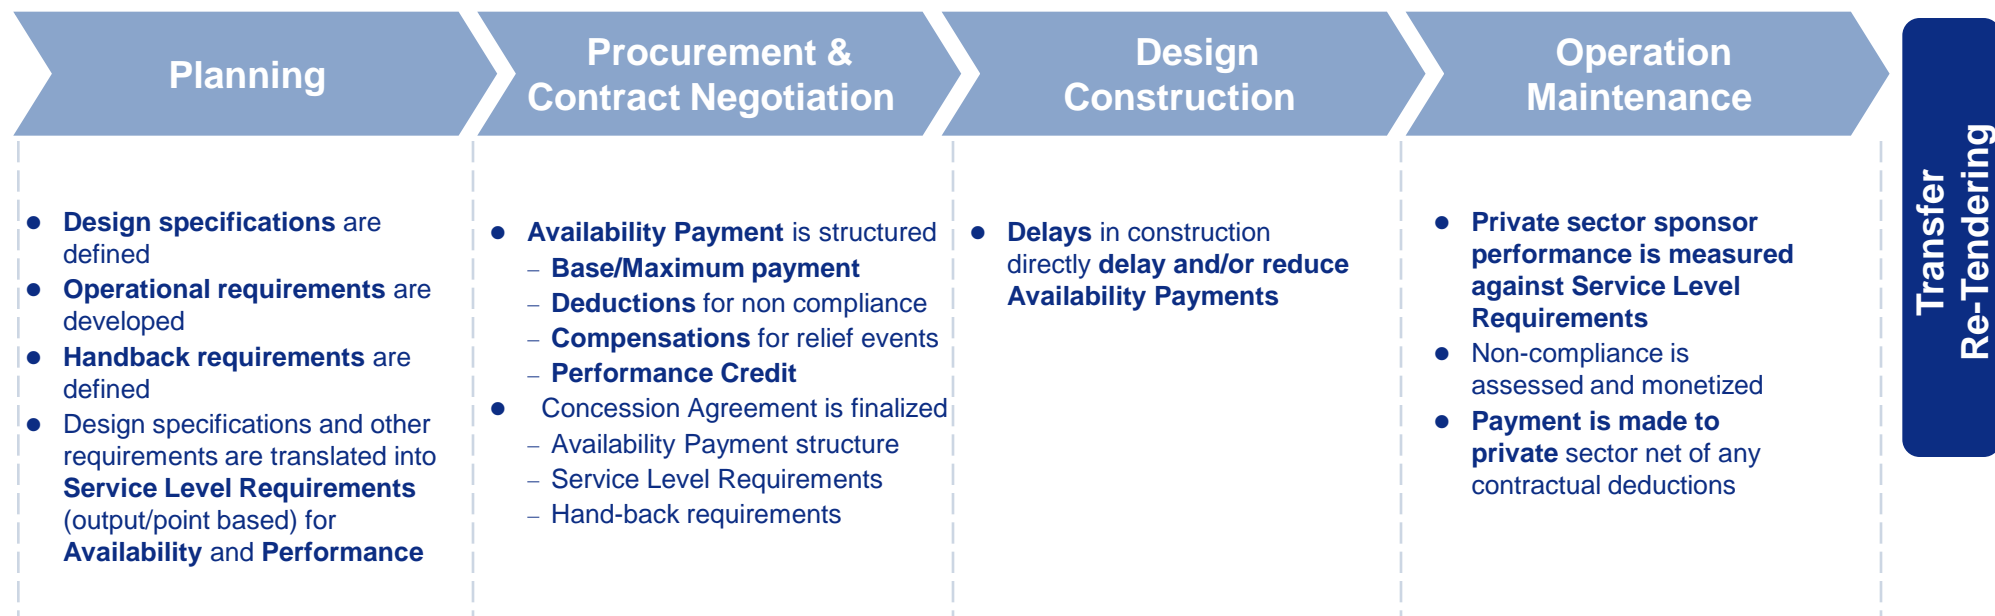 Planning
Procurement &
Contract Negotiation
Design
Construction
Operation
Maintenance
Transfer
Re-Tendering
● Design specifications are
defined
● Operational requirements are
developed
● Handback requirements are
defined
● Design specifications and other
requirements are translated into
Service Level Requirements
(output/point based) for
Availability and Performance
● Availability Payment is structured
– Base/Maximum payment
– Deductions for non compliance
– Compensations for relief events
– Performance Credit
● Concession Agreement is finalized
– Availability Payment structure
– Service Level Requirements
– Hand-back requirements
● Delays in construction
directly delay and/or reduce
Availability Payments
● Private sector sponsor
performance is measured
against Service Level
Requirements
● Non-compliance is
assessed and monetized
● Payment is made to
private sector net of any
contractual deductions